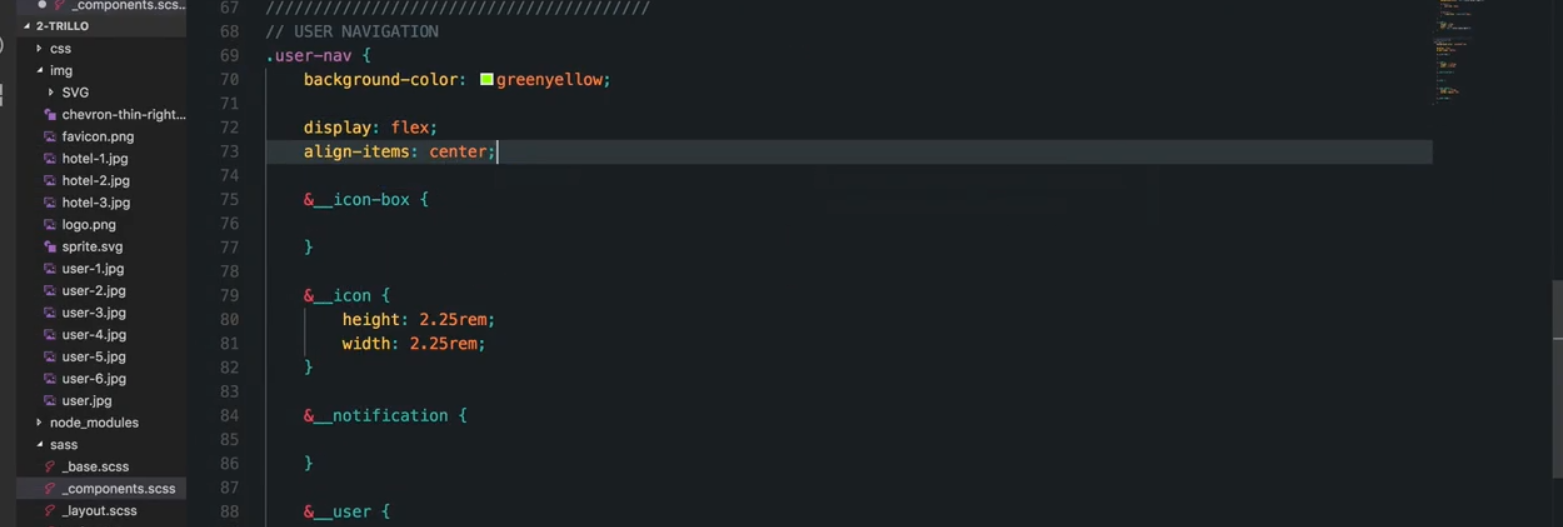 _components.scs...
2-TRILLO
css
img
SVG
chevron-thin-right...
favicon.png
hotel-1.jpg
hotel-2.jpg
hotel-3.jpg
logo.png
sprite.svg
user-1.jpg
user-2.jpg
user-3.jpg
user-4.jpg
user-5.jpg
user-6.jpg
user.jpg
node_modules
sass
_base.scss
_components.scss
_layout.scss
67 ////////////////////////////////////////
68 // USER NAVIGATION
69 .user-nav {
70 background-color: greenyellow;
71
72 display: flex;
73 align-items: center;
74
75 &__icon-box {
76
77 }
78
79 &__icon {
80 height: 2.25rem;
81 width: 2.25rem;
82 }
83
84 &__notification {
85
86 }
87
88 &__user {